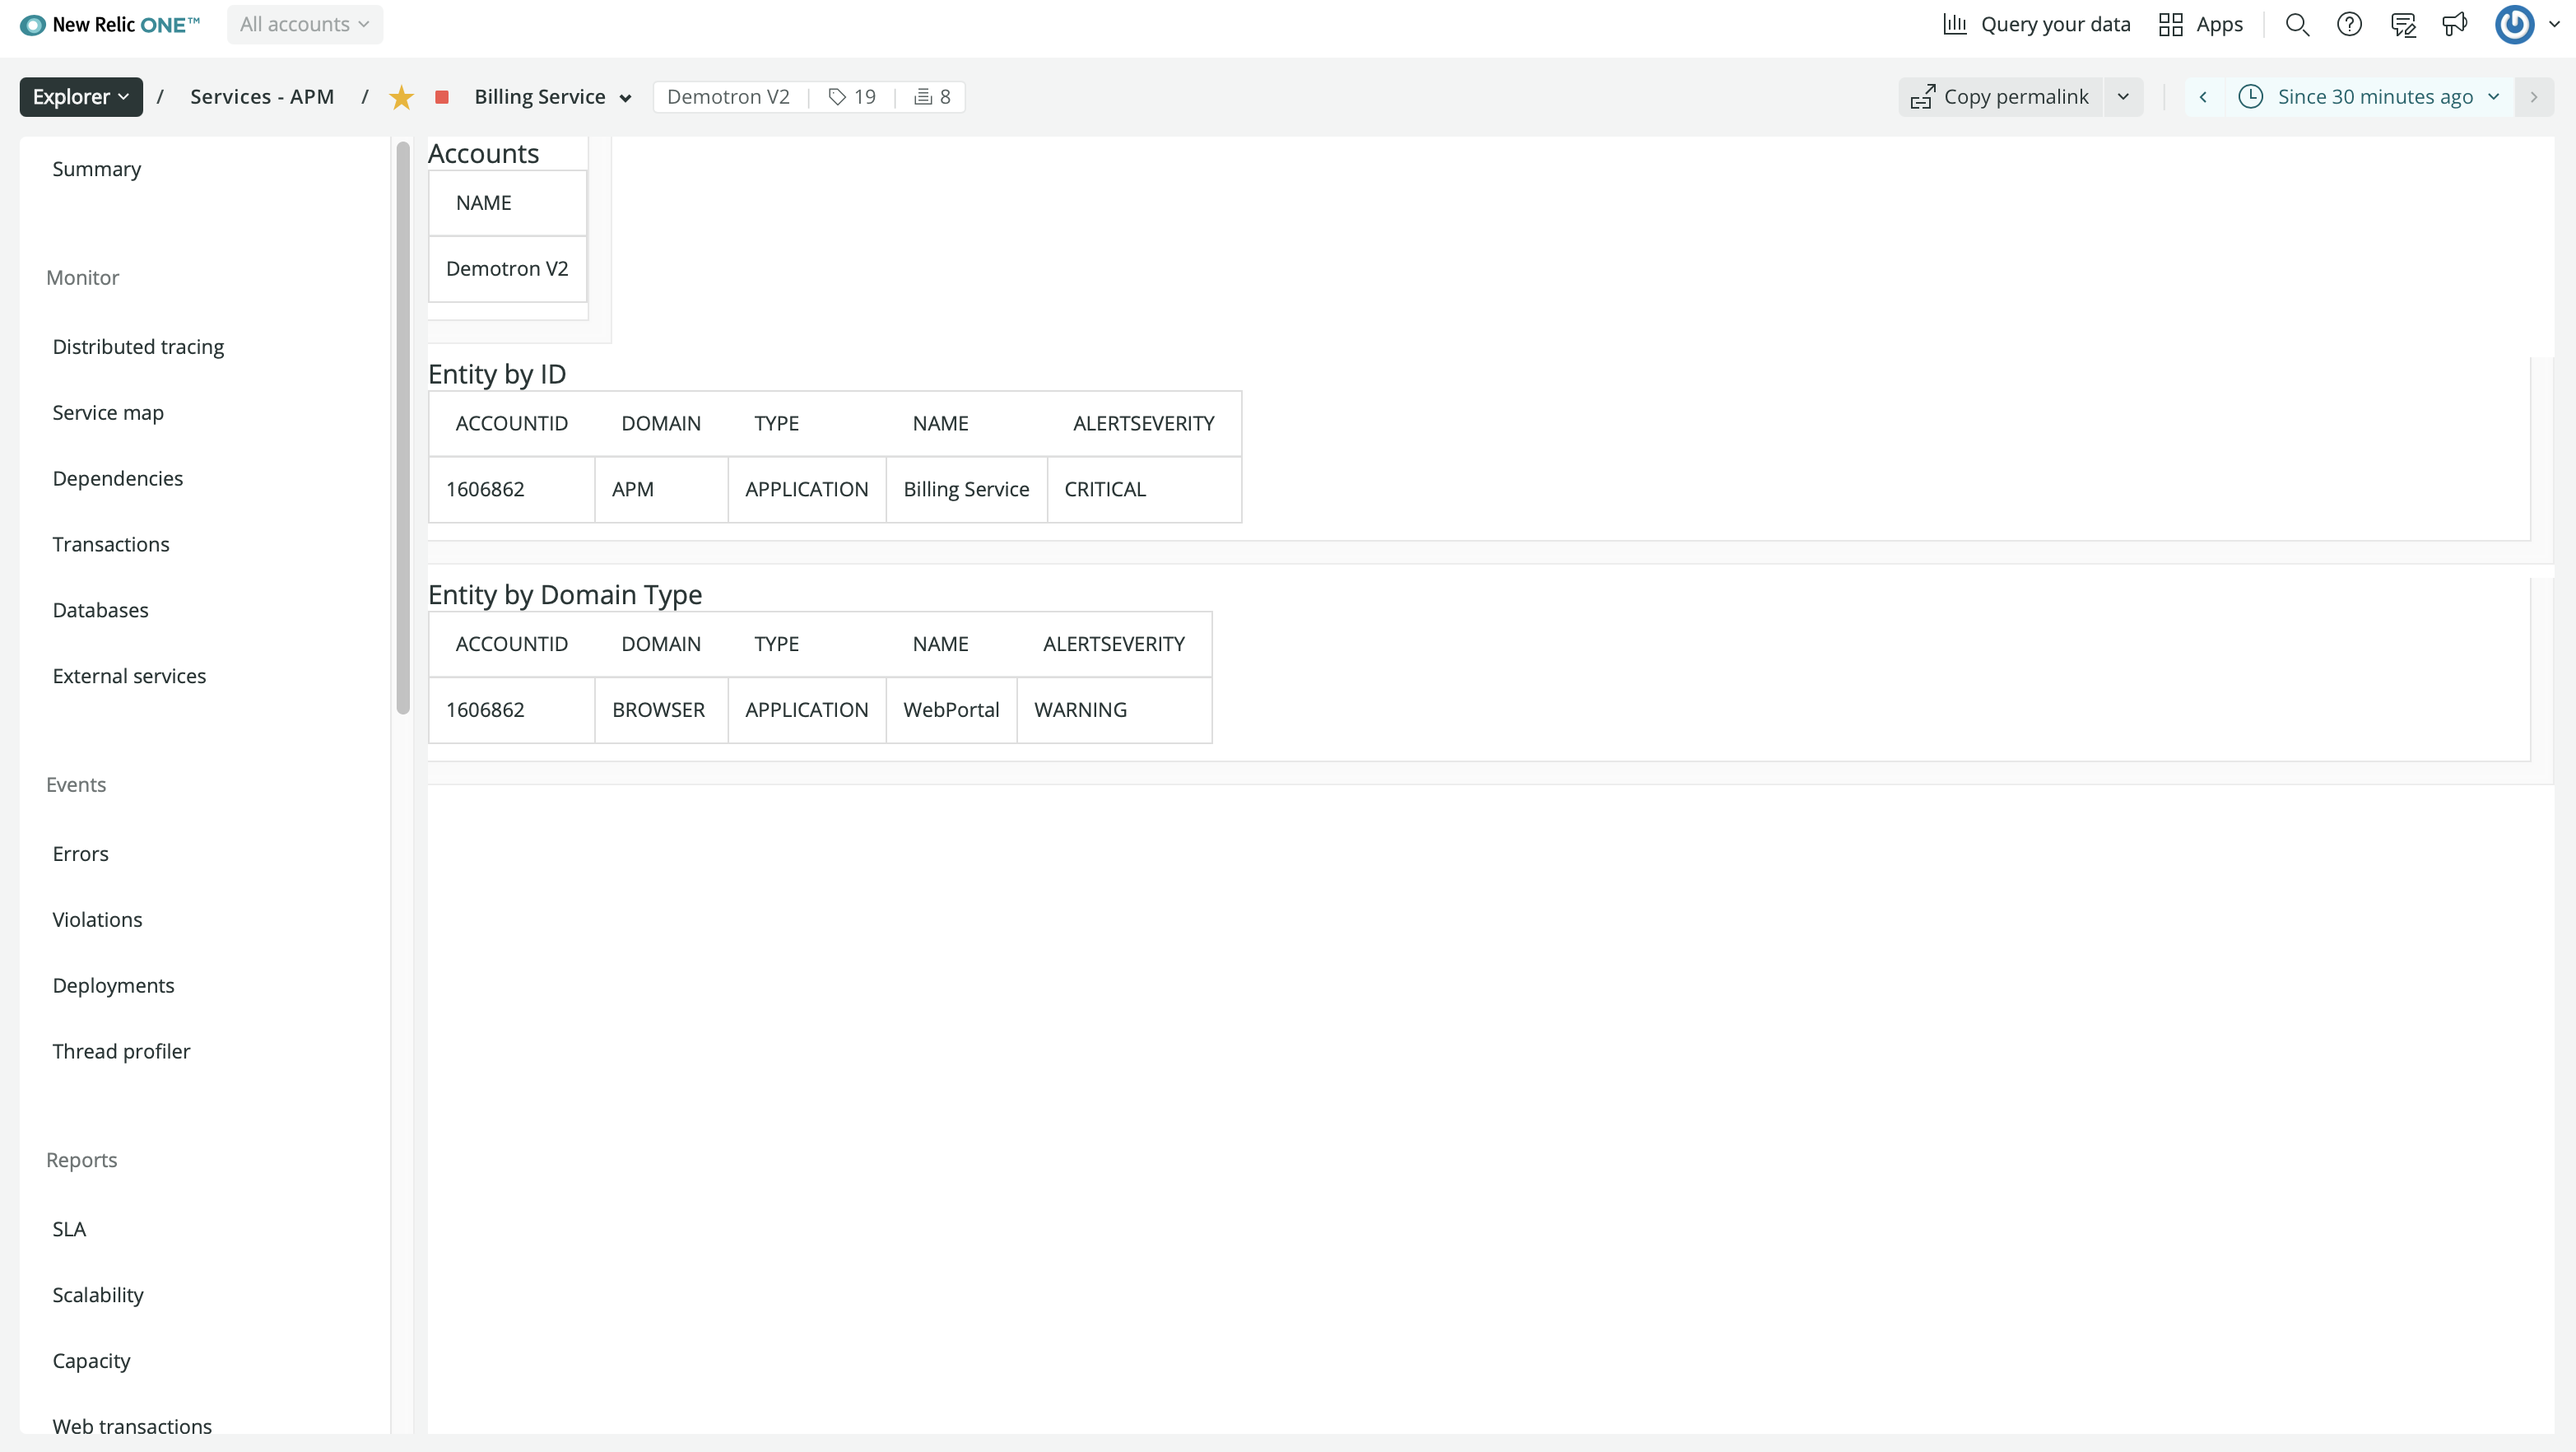 New Relic ONE™ All accounts Query your data Apps
Explorer / Services - APM / Billing Service Demotron V2 19 8 Copy permalink Since 30 minutes ago
Summary
Monitor
Distributed tracing
Service map
Dependencies
Transactions
Databases
External services
Events
Errors
Violations
Deployments
Thread profiler
Reports
SLA
Scalability
Capacity
Web transactions
Accounts
NAME
Demotron V2
Entity by ID
ACCOUNTID DOMAIN TYPE NAME ALERTSEVERITY
1606862 APM APPLICATION Billing Service CRITICAL
Entity by Domain Type
ACCOUNTID DOMAIN TYPE NAME ALERTSEVERITY
1606862 BROWSER APPLICATION WebPortal WARNING